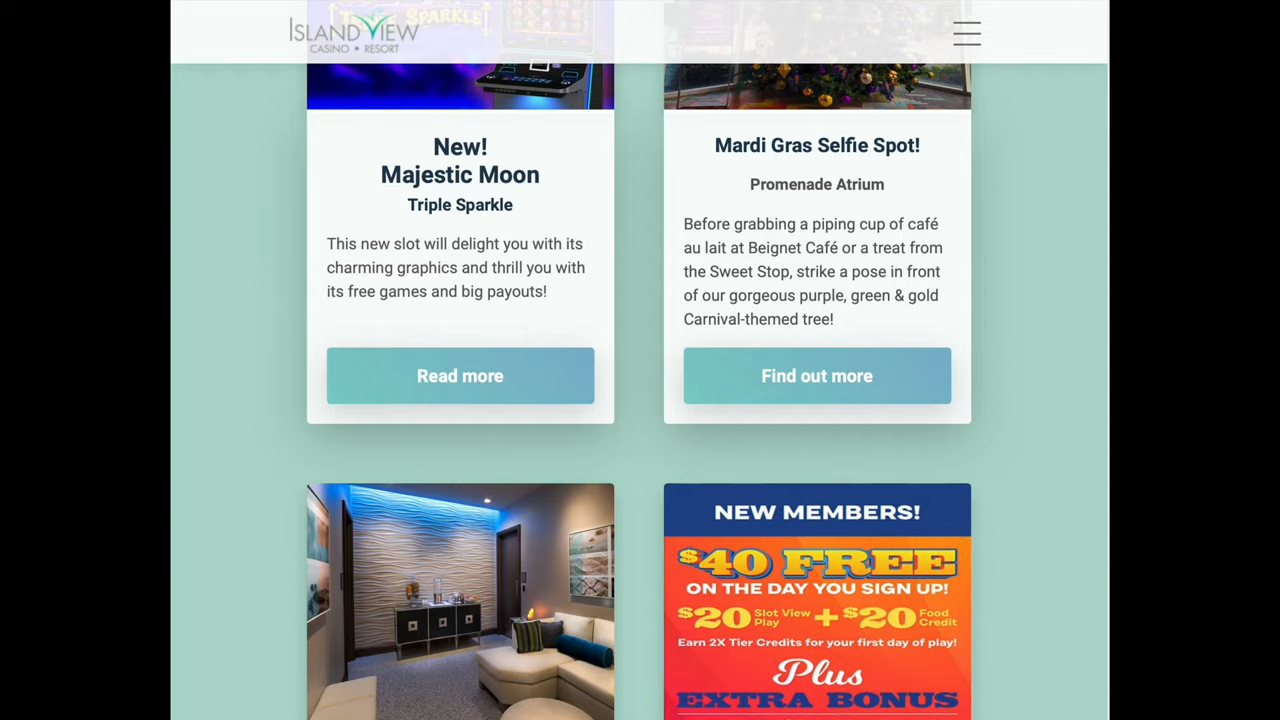 TRIPLE SPARKLE
ISLAND VIEW
CASINO • RESORT
New!
Majestic Moon
Triple Sparkle
This new slot will delight you with its
charming graphics and thrill you with
its free games and big payouts!
Read more
Mardi Gras Selfie Spot!
Promenade Atrium
Before grabbing a piping cup of café
au lait at Beignet Café or a treat from
the Sweet Stop, strike a pose in front
of our gorgeous purple, green & gold
Carnival-themed tree!
Find out more
NEW MEMBERS!
$40 FREE
ON THE DAY YOU SIGN UP!
$20 Slot View Play + $20 Food Credit
Earn 2X Tier Credits for your first day of play!
Plus
EXTRA BONUS